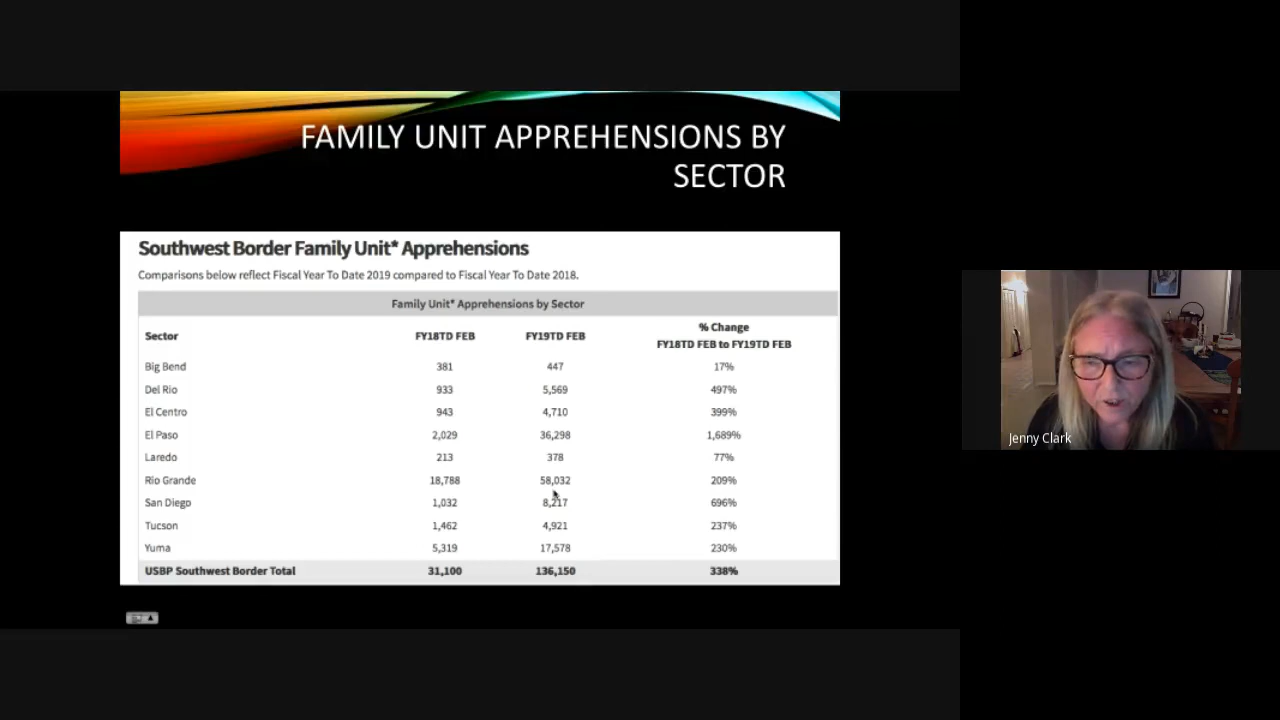 FAMILY UNIT APPREHENSIONS BY
SECTOR
Southwest Border Family Unit* Apprehensions
Comparisons below reflect Fiscal Year To Date 2019 compared to Fiscal Year To Date 2018.
Family Unit* Apprehensions by Sector
Sector FY18TD FEB FY19TD FEB % Change
FY18TD FEB to FY19TD FEB
Big Bend 381 447 17%
Del Rio 933 5,569 497%
El Centro 943 4,710 399%
El Paso 2,029 36,298 1,689%
Laredo 213 378 77%
Rio Grande 18,788 58,032 209%
San Diego 1,032 8,217 696%
Tucson 1,462 4,921 237%
Yuma 5,319 17,578 230%
USBP Southwest Border Total 31,100 136,150 338%
Jenny Clark